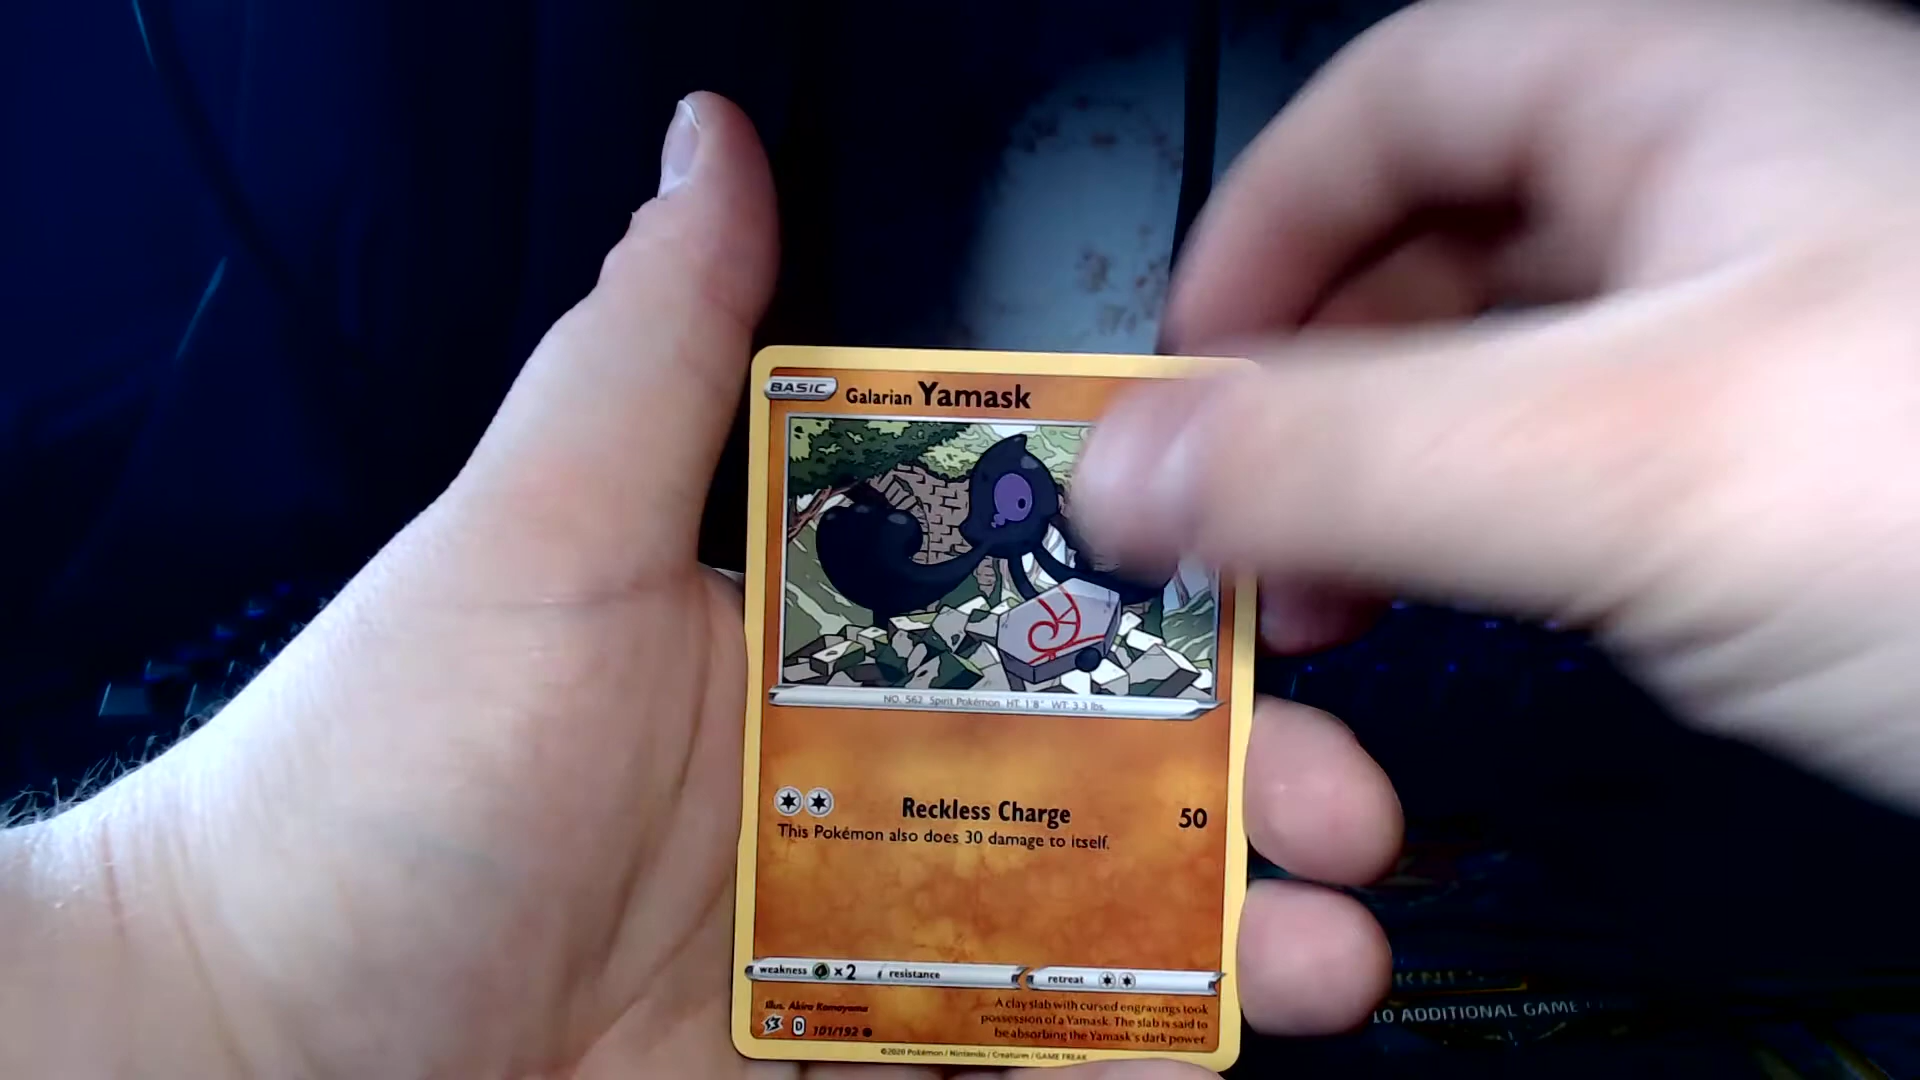 BASIC Galarian Yamask
NO. 562 Spirit Pokémon HT 1'8" WT 3.3 lbs.
Reckless Charge 50
This Pokémon also does 30 damage to itself.
weakness ×2 resistance retreat
Illus. Akira Komayama
A clay slab with cursed engravings took
possession of a Yamask. The slab is said to
be absorbing the Yamask's dark power.
D 101/192
©2020 Pokémon / Nintendo / Creatures / GAME FREAK
10 ADDITIONAL GAME